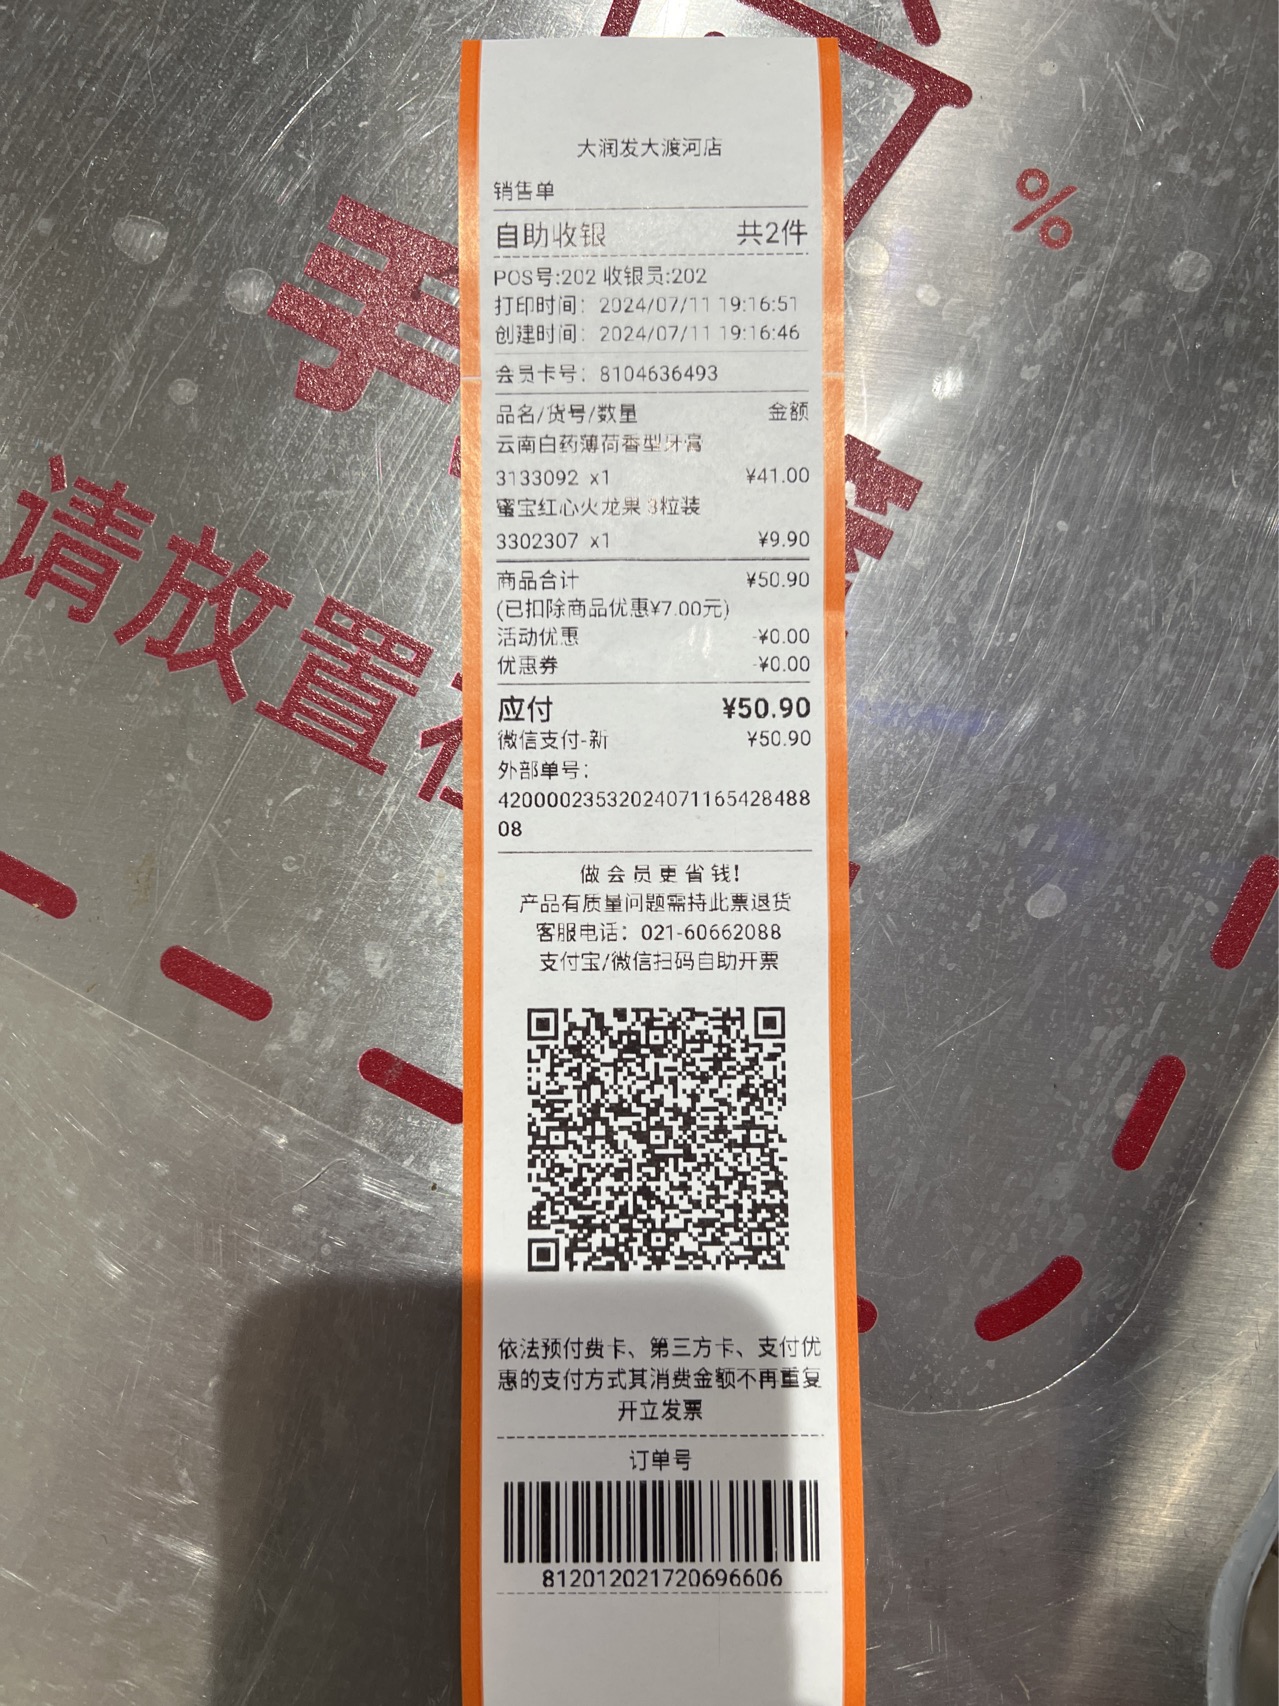 大润发大渡河店
销售单
自助收银 共2件
POS号:202 收银员:202
打印时间: 2024/07/11 19:16:51
创建时间: 2024/07/11 19:16:46
会员卡号: 8104636493
品名/货号/数量 金额
云南白药薄荷香型牙膏
3133092 x1 ¥41.00
蜜宝红心火龙果 3粒装
3302307 x1 ¥9.90
商品合计 ¥50.90
(已扣除商品优惠¥7.00元)
活动优惠 -¥0.00
优惠券 -¥0.00
应付 ¥50.90
微信支付-新 ¥50.90
外部单号:
42000023532024071165428488
08
做会员更省钱!
产品有质量问题需持此票退货
客服电话: 021-60662088
支付宝/微信扫码自助开票
依法预付费卡、第三方卡、支付优
惠的支付方式其消费金额不再重复
开立发票
订单号
812012021720696606
手
请放置在
%